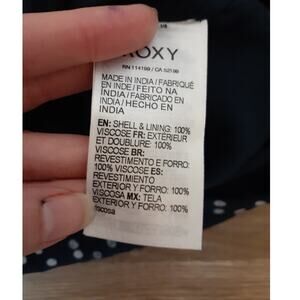 ROXY
RN 114199 / CA 52198
MADE IN INDIA / FABRIQUÉ
EN INDE / FEITO NA
ÍNDIA / FABRICADO EN
INDIA / HECHO EN
INDIA
EN: SHELL & LINING: 100%
VISCOSE FR: EXTÉRIEUR
ET DOUBLURE: 100%
VISCOSE BR:
REVESTIMENTO E FORRO:
100% VISCOSE ES:
REVESTIMIENTO
EXTERIOR Y FORRO: 100%
VISCOSA MX: TELA
EXTERIOR Y FORRO: 100%
viscosa